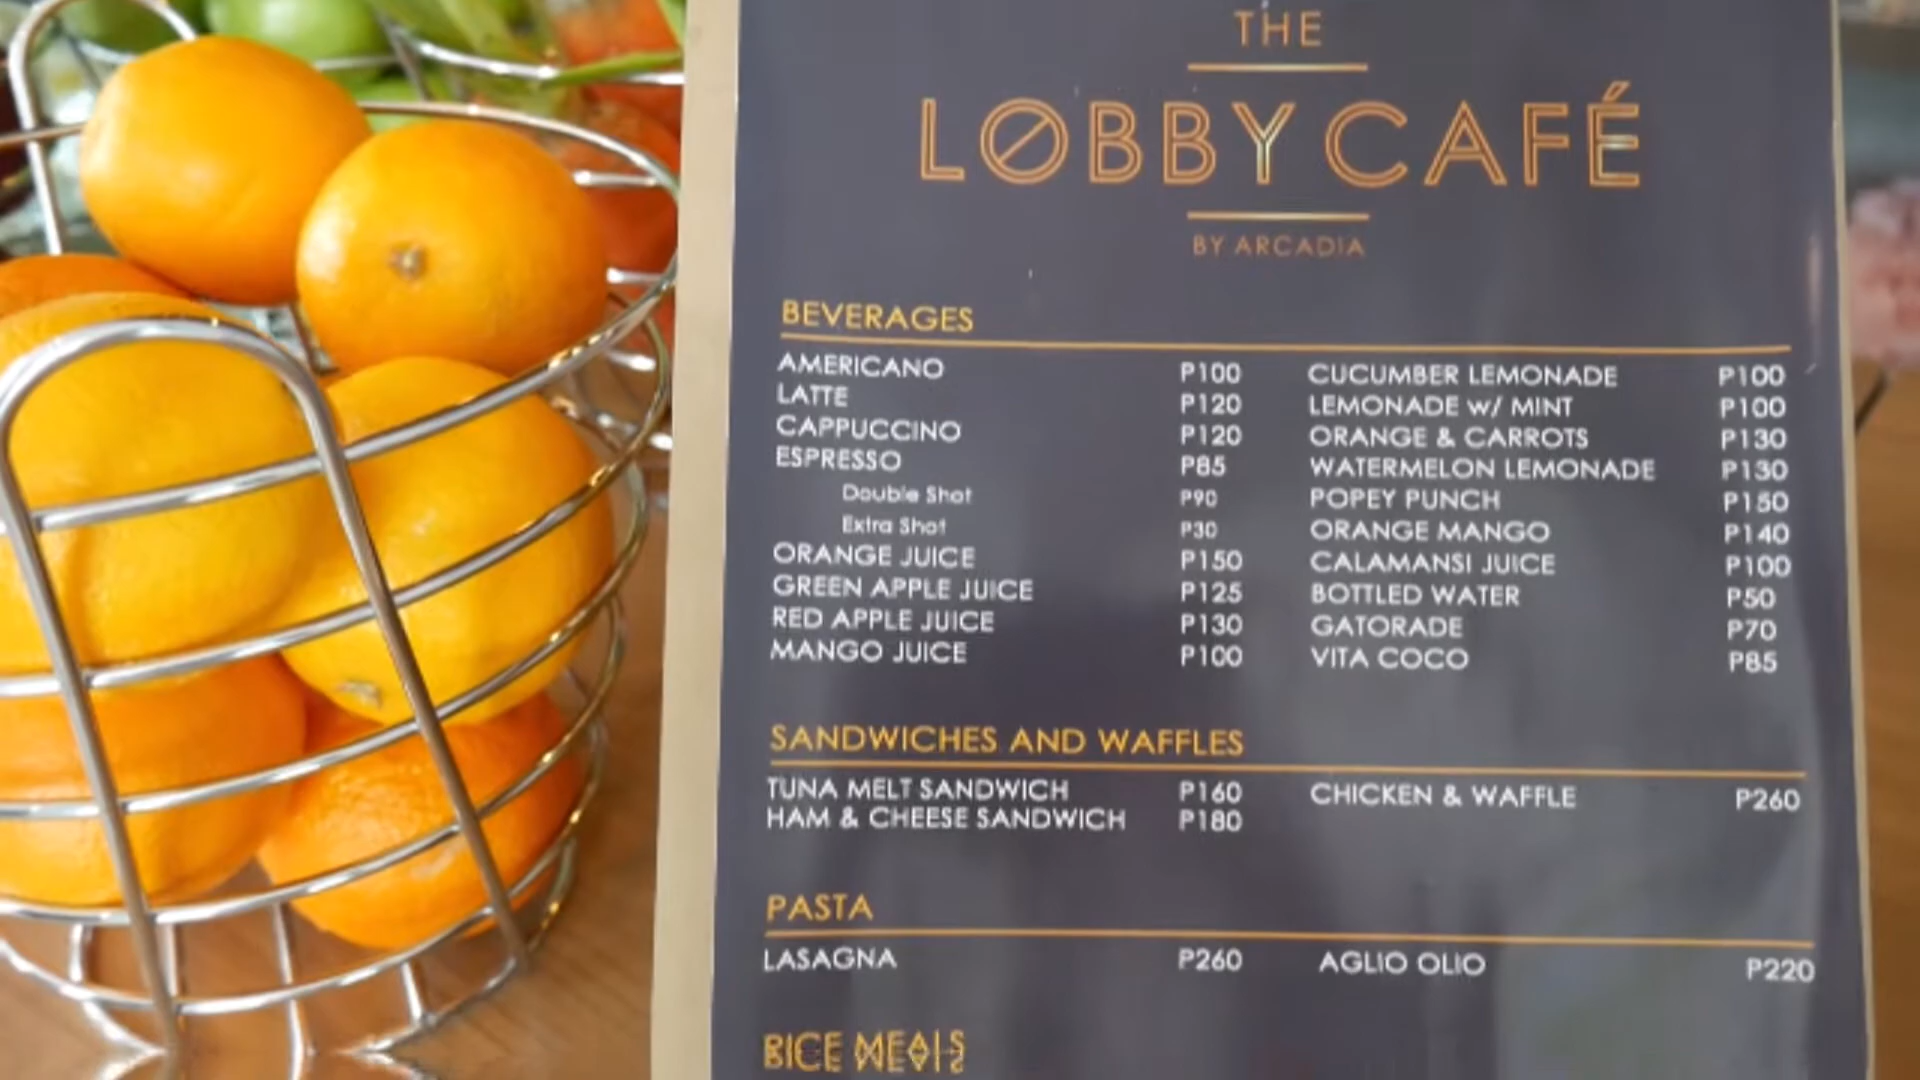 THE
LOBBY CAFÉ
BY ARCADIA
BEVERAGES
AMERICANO P100
LATTE P120
CAPPUCCINO P120
ESPRESSO P85
Double Shot P90
Extra Shot P30
ORANGE JUICE P150
GREEN APPLE JUICE P125
RED APPLE JUICE P130
MANGO JUICE P100
CUCUMBER LEMONADE P100
LEMONADE w/ MINT P100
ORANGE & CARROTS P130
WATERMELON LEMONADE P130
POPEY PUNCH P150
ORANGE MANGO P140
CALAMANSI JUICE P100
BOTTLED WATER P50
GATORADE P70
VITA COCO P85
SANDWICHES AND WAFFLES
TUNA MELT SANDWICH P160
HAM & CHEESE SANDWICH P180
CHICKEN & WAFFLE P260
PASTA
LASAGNA P260
AGLIO OLIO P220
RICE MEALS